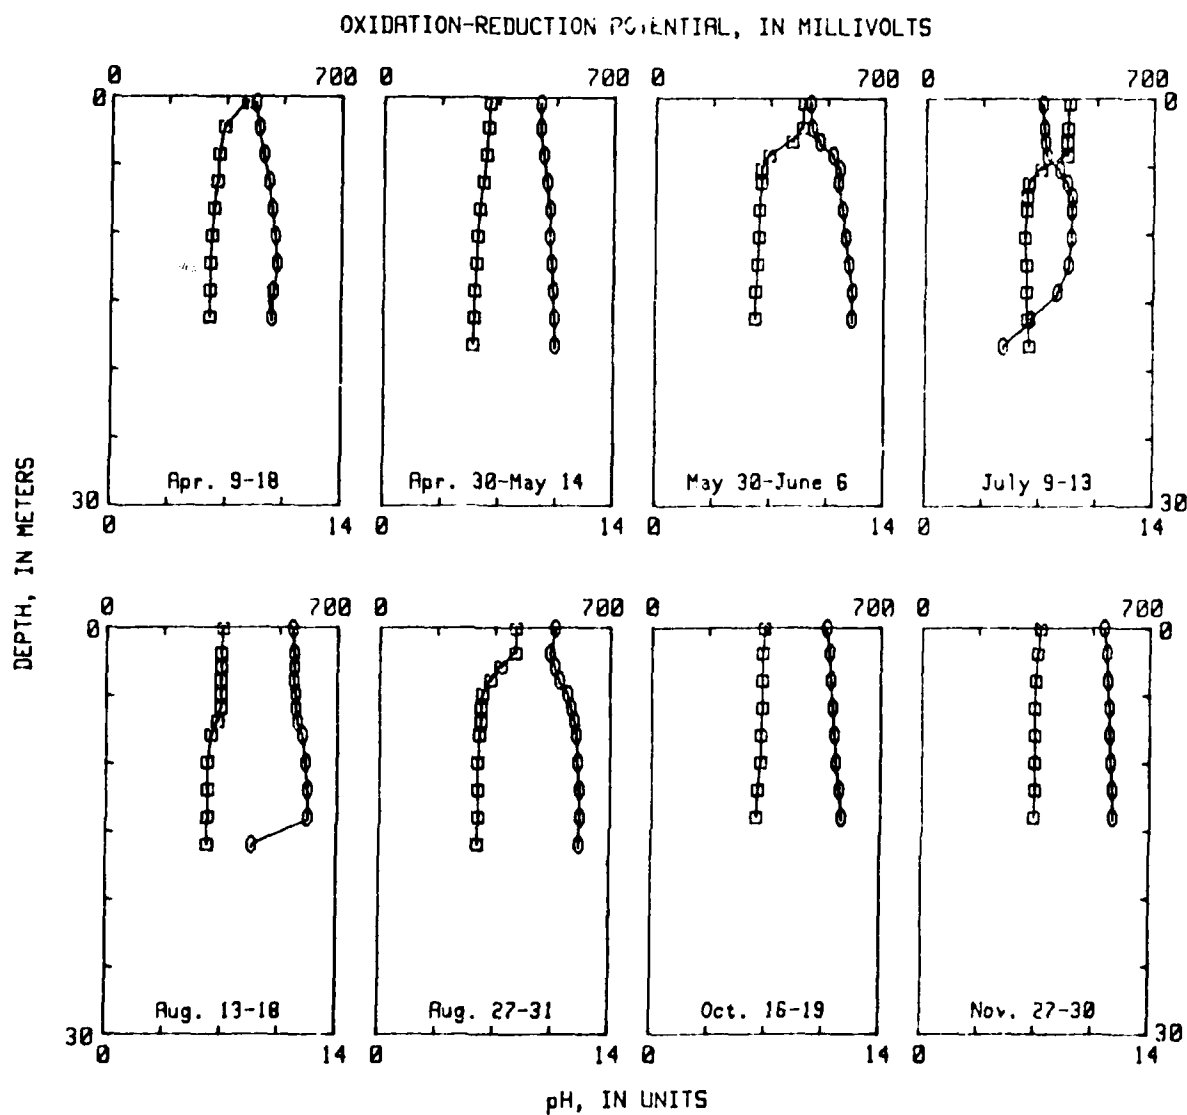 OXIDATION-REDUCTION POTENTIAL, IN MILLIVOLTS
0 700 0 700 0 700 0 700
0 0
Apr. 9-18 Apr. 30-May 14 May 30-June 6 July 9-13
30 30
0 14 0 14 0 14 0 14
DEPTH, IN METERS
0 700 0 700 0 700 0 700
0 0
Aug. 13-18 Aug. 27-31 Oct. 16-19 Nov. 27-30
30 30
0 14 0 14 0 14 0 14
pH, IN UNITS